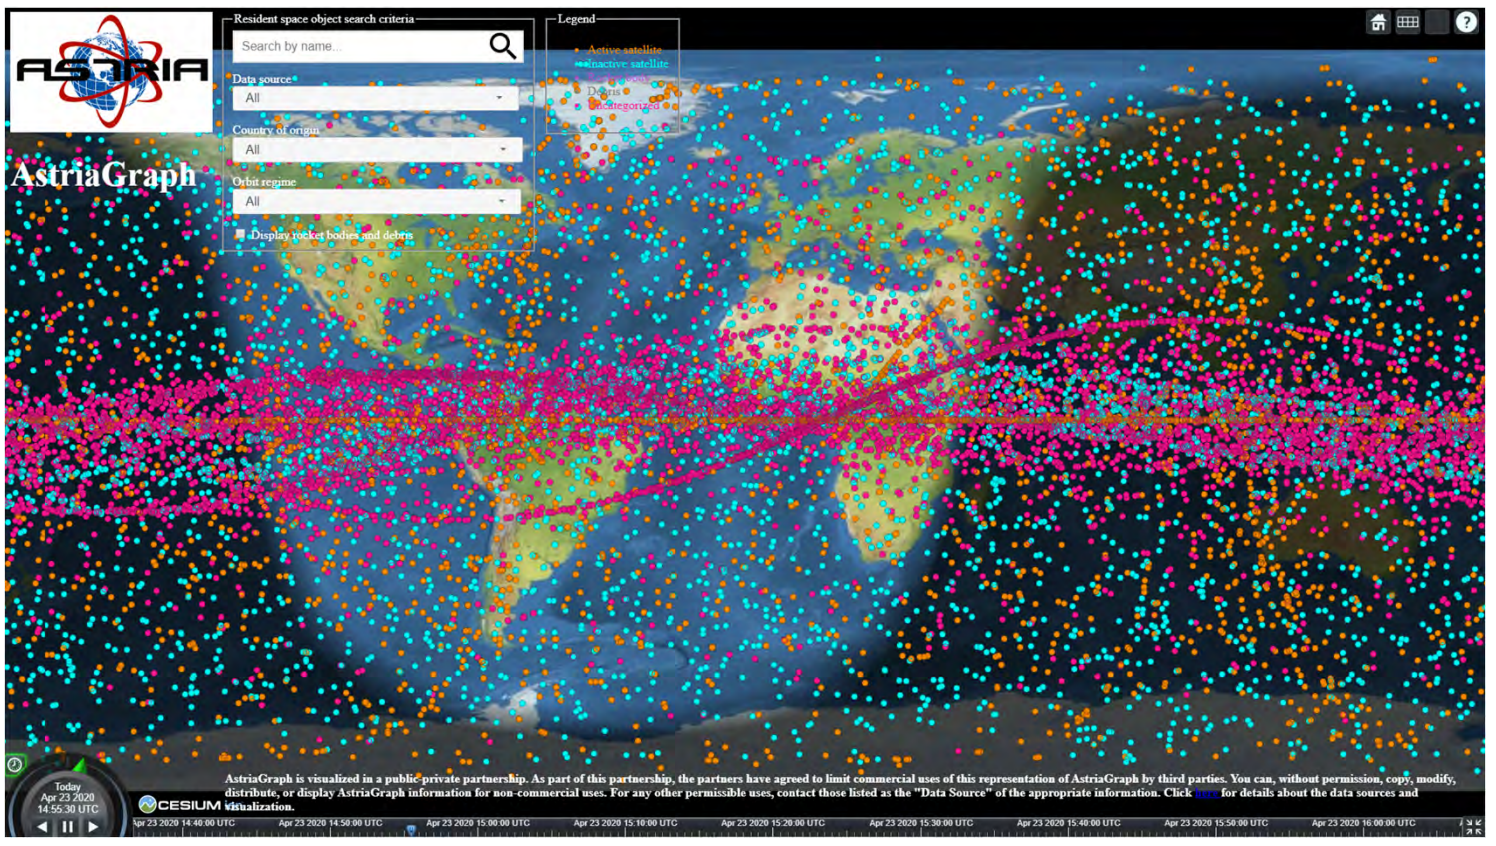 ASTRIA
AstriaGraph
Resident space object search criteria
Search by name...
Data source
All
Country of origin
All
Orbit regime
All
Display rocket bodies and debris
Legend
Active satellite
Inactive satellite
Debris
Uncategorized
?
Today
Apr 23 2020
14:55:30 UTC
CESIUM
AstriaGraph is visualized in a public-private partnership. As part of this partnership, the partners have agreed to limit commercial uses of this representation of AstriaGraph by third parties. You can, without permission, copy, modify,
distribute, or display AstriaGraph information for non-commercial uses. For any other permissible uses, contact those listed as the "Data Source" of the appropriate information. Click here for details about the data sources and
visualization.
Apr 23 2020 14:40:00 UTC
Apr 23 2020 14:50:00 UTC
Apr 23 2020 15:00:00 UTC
Apr 23 2020 15:10:00 UTC
Apr 23 2020 15:20:00 UTC
Apr 23 2020 15:30:00 UTC
Apr 23 2020 15:40:00 UTC
Apr 23 2020 15:50:00 UTC
Apr 23 2020 16:00:00 UTC